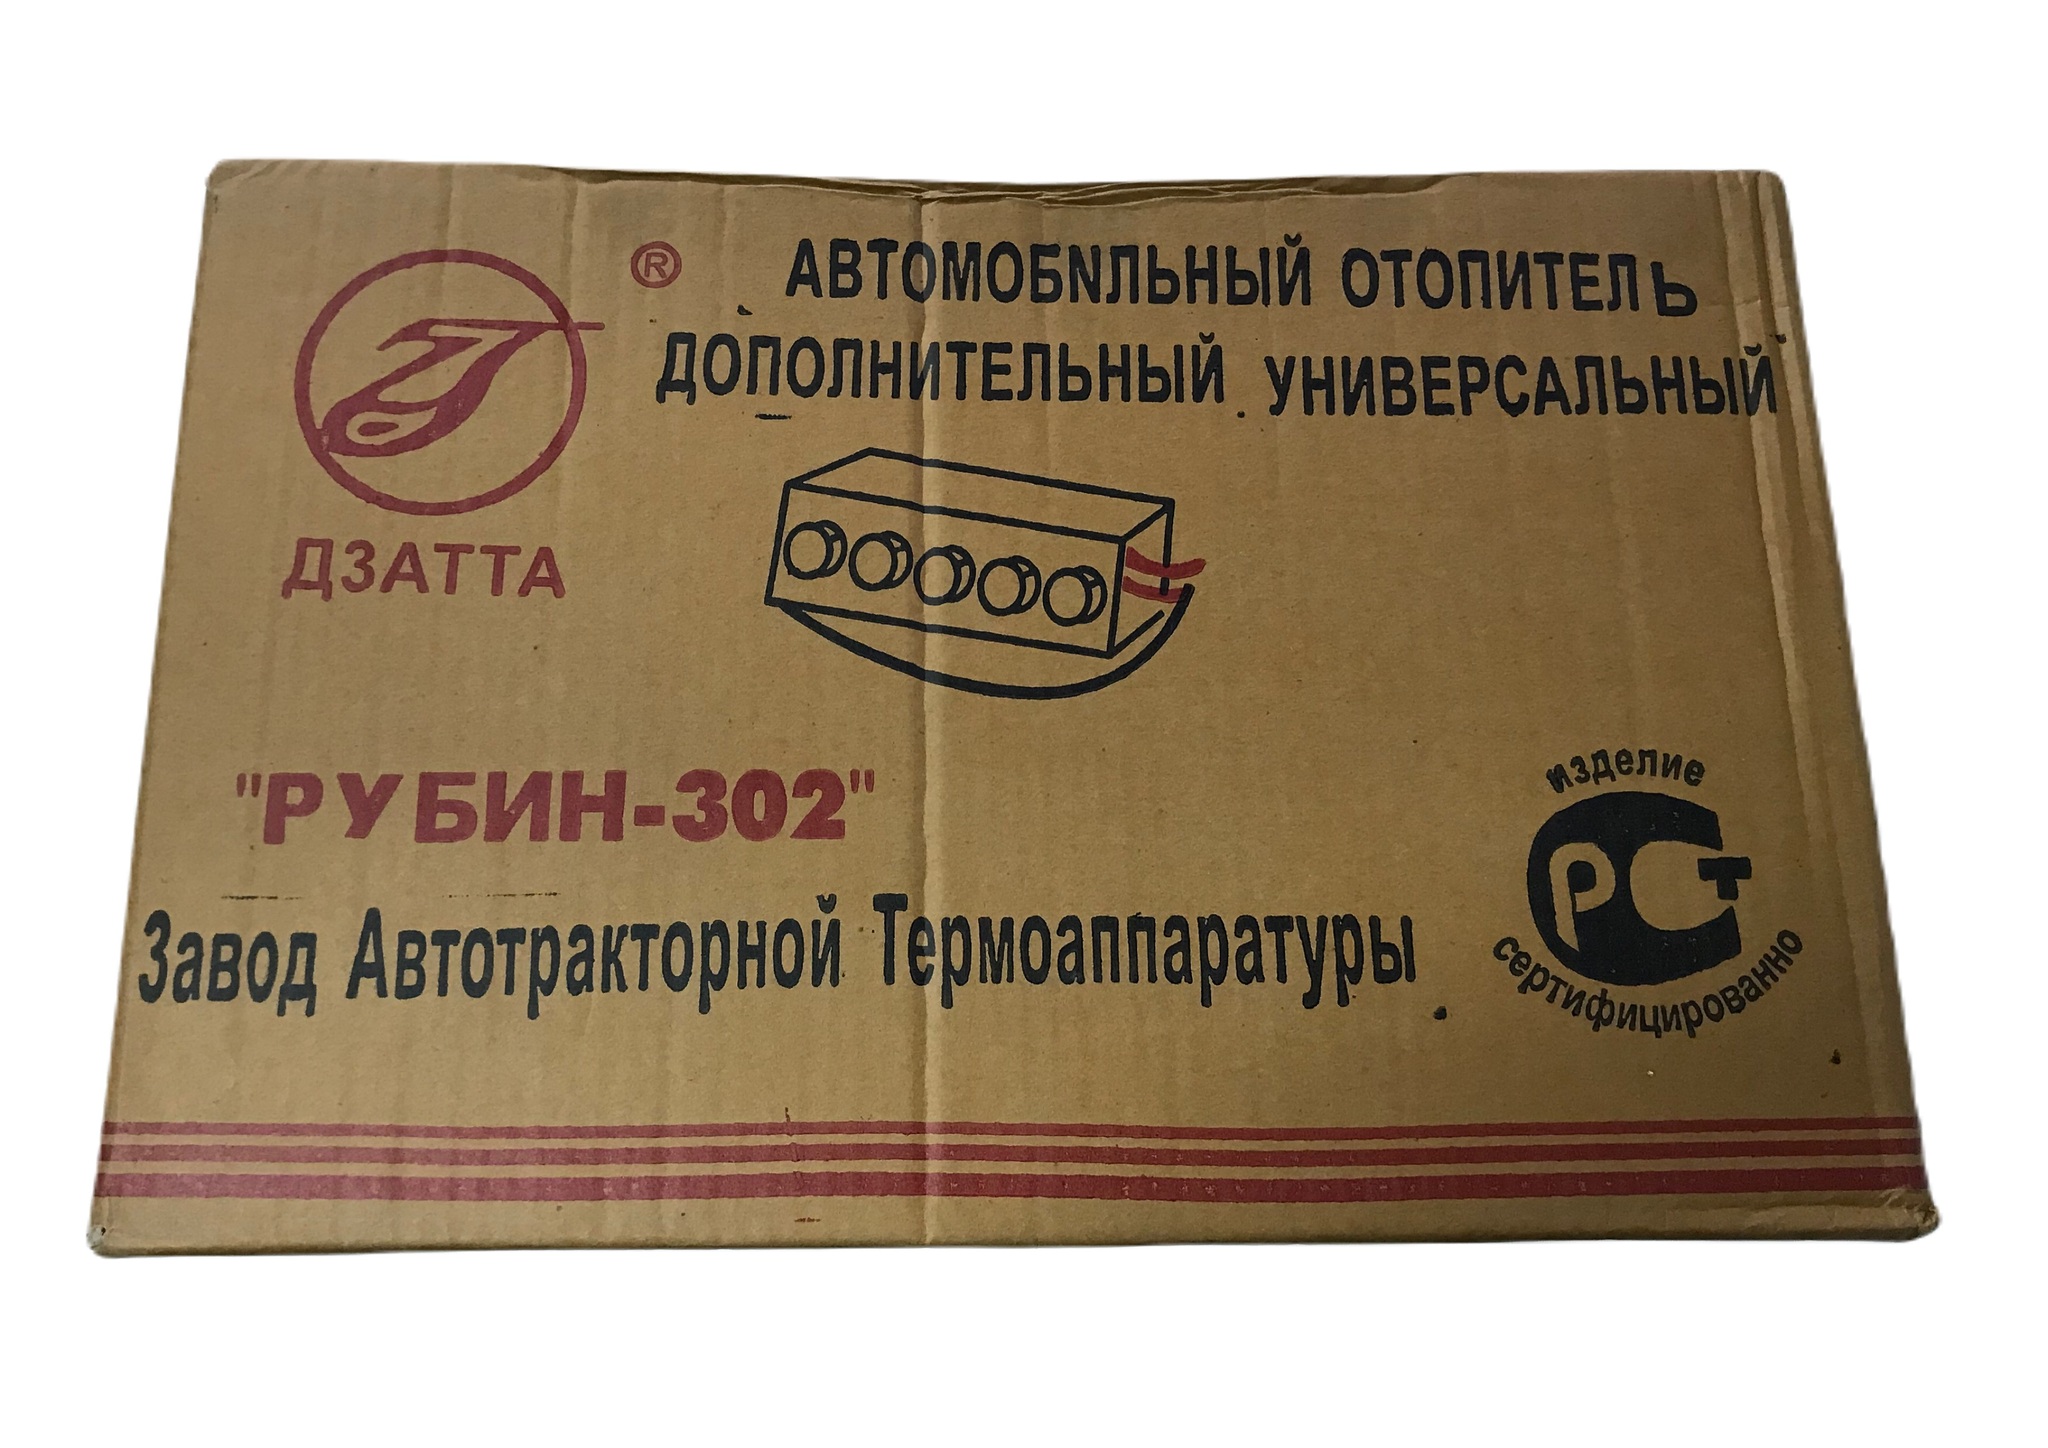 ®
АВТОМОБNЛЬНЫЙ ОТОПИТЕЛЬ
ДОПОЛНИТЕЛЬНЫЙ УНИВЕРСАЛЬНЫЙ
ДЗАТТА
"РУБИН-302"
Завод Автотракторной Термоаппаратуры
изделие
РСТ
сертифицированно